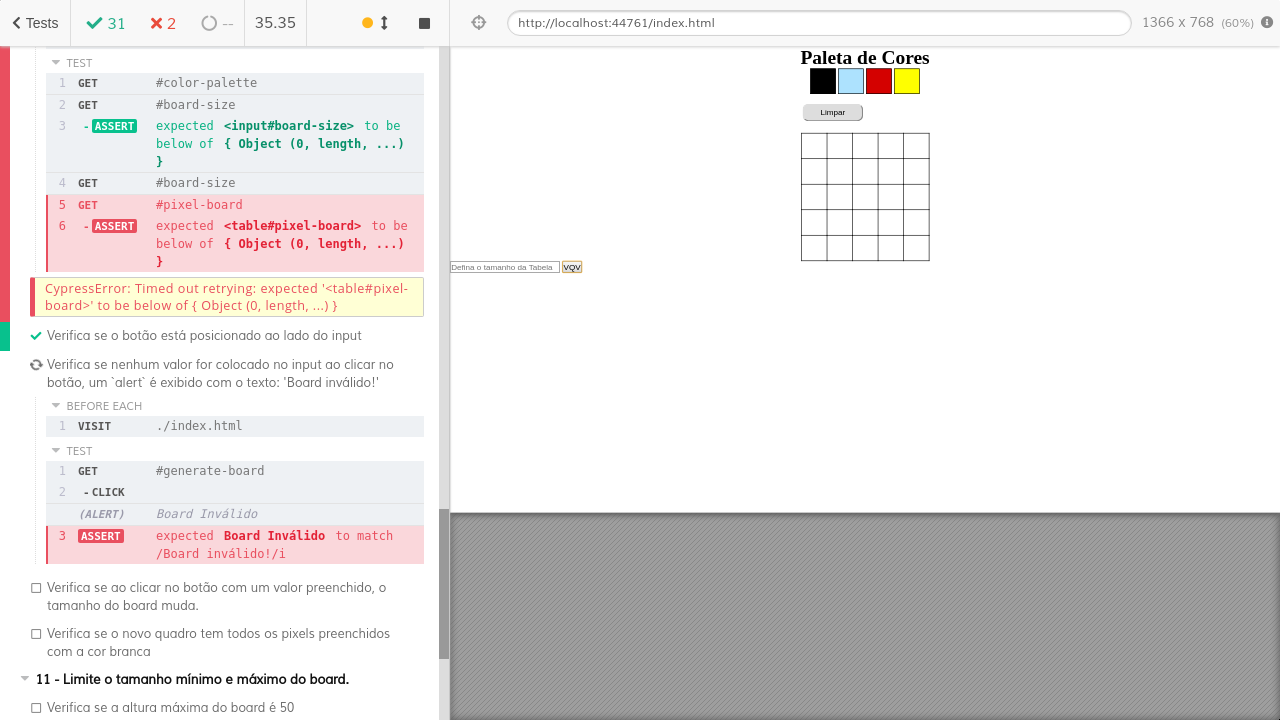 Tests
31
2
--
35.35
http://localhost:44761/index.html
1366 x 768 (60%)
TEST
1 GET #color-palette
2 GET #board-size
3 -ASSERT expected <input#board-size> to be
below of { Object (0, length, ...)
}
4 GET #board-size
5 GET #pixel-board
6 -ASSERT expected <table#pixel-board> to be
below of { Object (0, length, ...)
}
CypressError: Timed out retrying: expected '<table#pixel-
board>' to be below of { Object (0, length, ...) }
Verifica se o botão está posicionado ao lado do input
Verifica se nenhum valor for colocado no input ao clicar no
botão, um `alert` é exibido com o texto: 'Board inválido!'
BEFORE EACH
1 VISIT ./index.html
TEST
1 GET #generate-board
2 -CLICK
(ALERT) Board Inválido
3 ASSERT expected Board Inválido to match
/Board inválido!/i
Verifica se ao clicar no botão com um valor preenchido, o
tamanho do board muda.
Verifica se o novo quadro tem todos os pixels preenchidos
com a cor branca
11 - Limite o tamanho mínimo e máximo do board.
Verifica se a altura máxima do board é 50
Paleta de Cores
Limpar
Defina o tamanho da Tabela VQV